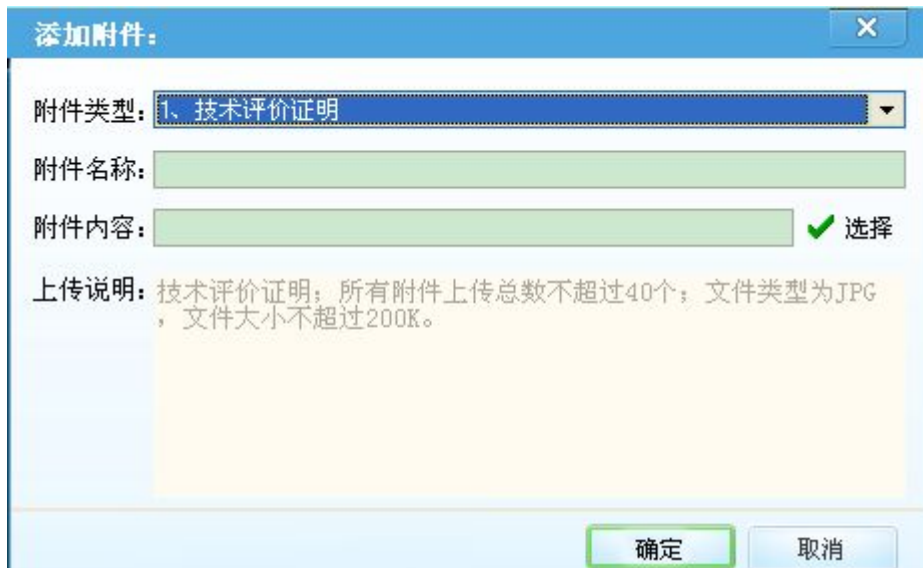 添加附件：
附件类型：1、技术评价证明
附件名称：
附件内容：选择
上传说明：技术评价证明；所有附件上传总数不超过40个；文件类型为JPG
，文件大小不超过200K。
确定 取消